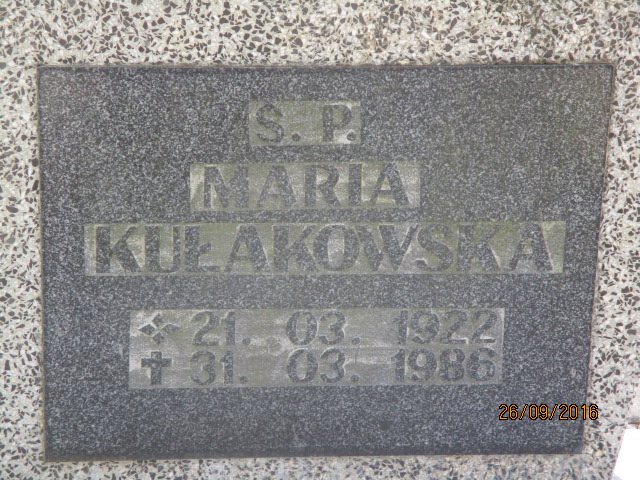 S. P.
MARIA
KUŁAKOWSKA
21. 03. 1922
31. 03. 1986
26/09/2016